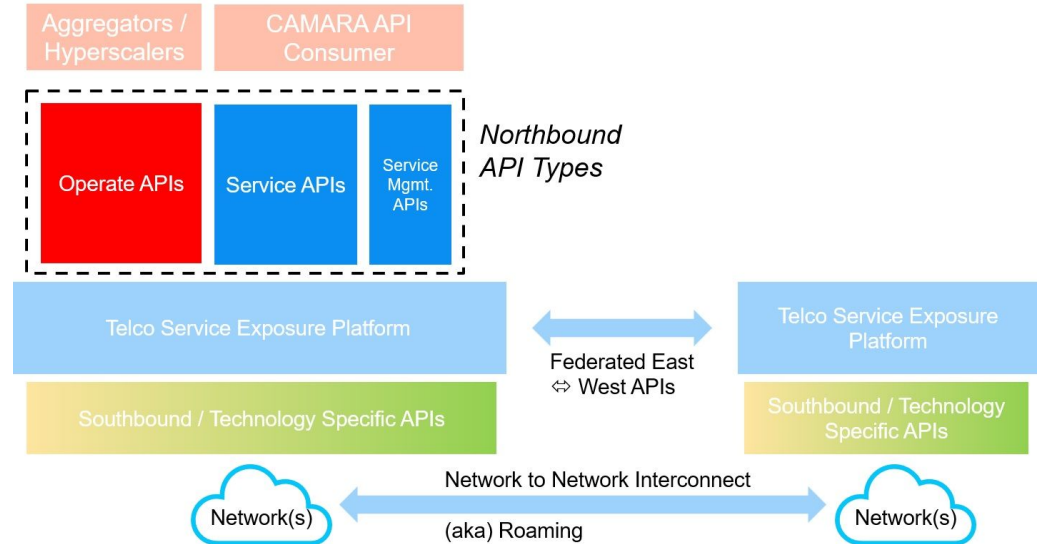 Aggregators /
Hyperscalers
CAMARA API
Consumer
Operate APIs
Service APIs
Service
Mgmt.
APIs
Northbound
API Types
Telco Service Exposure Platform
Federated East
⇔ West APIs
Telco Service Exposure
Platform
Southbound / Technology Specific APIs
Southbound / Technology
Specific APIs
Network(s)
Network to Network Interconnect
(aka) Roaming
Network(s)